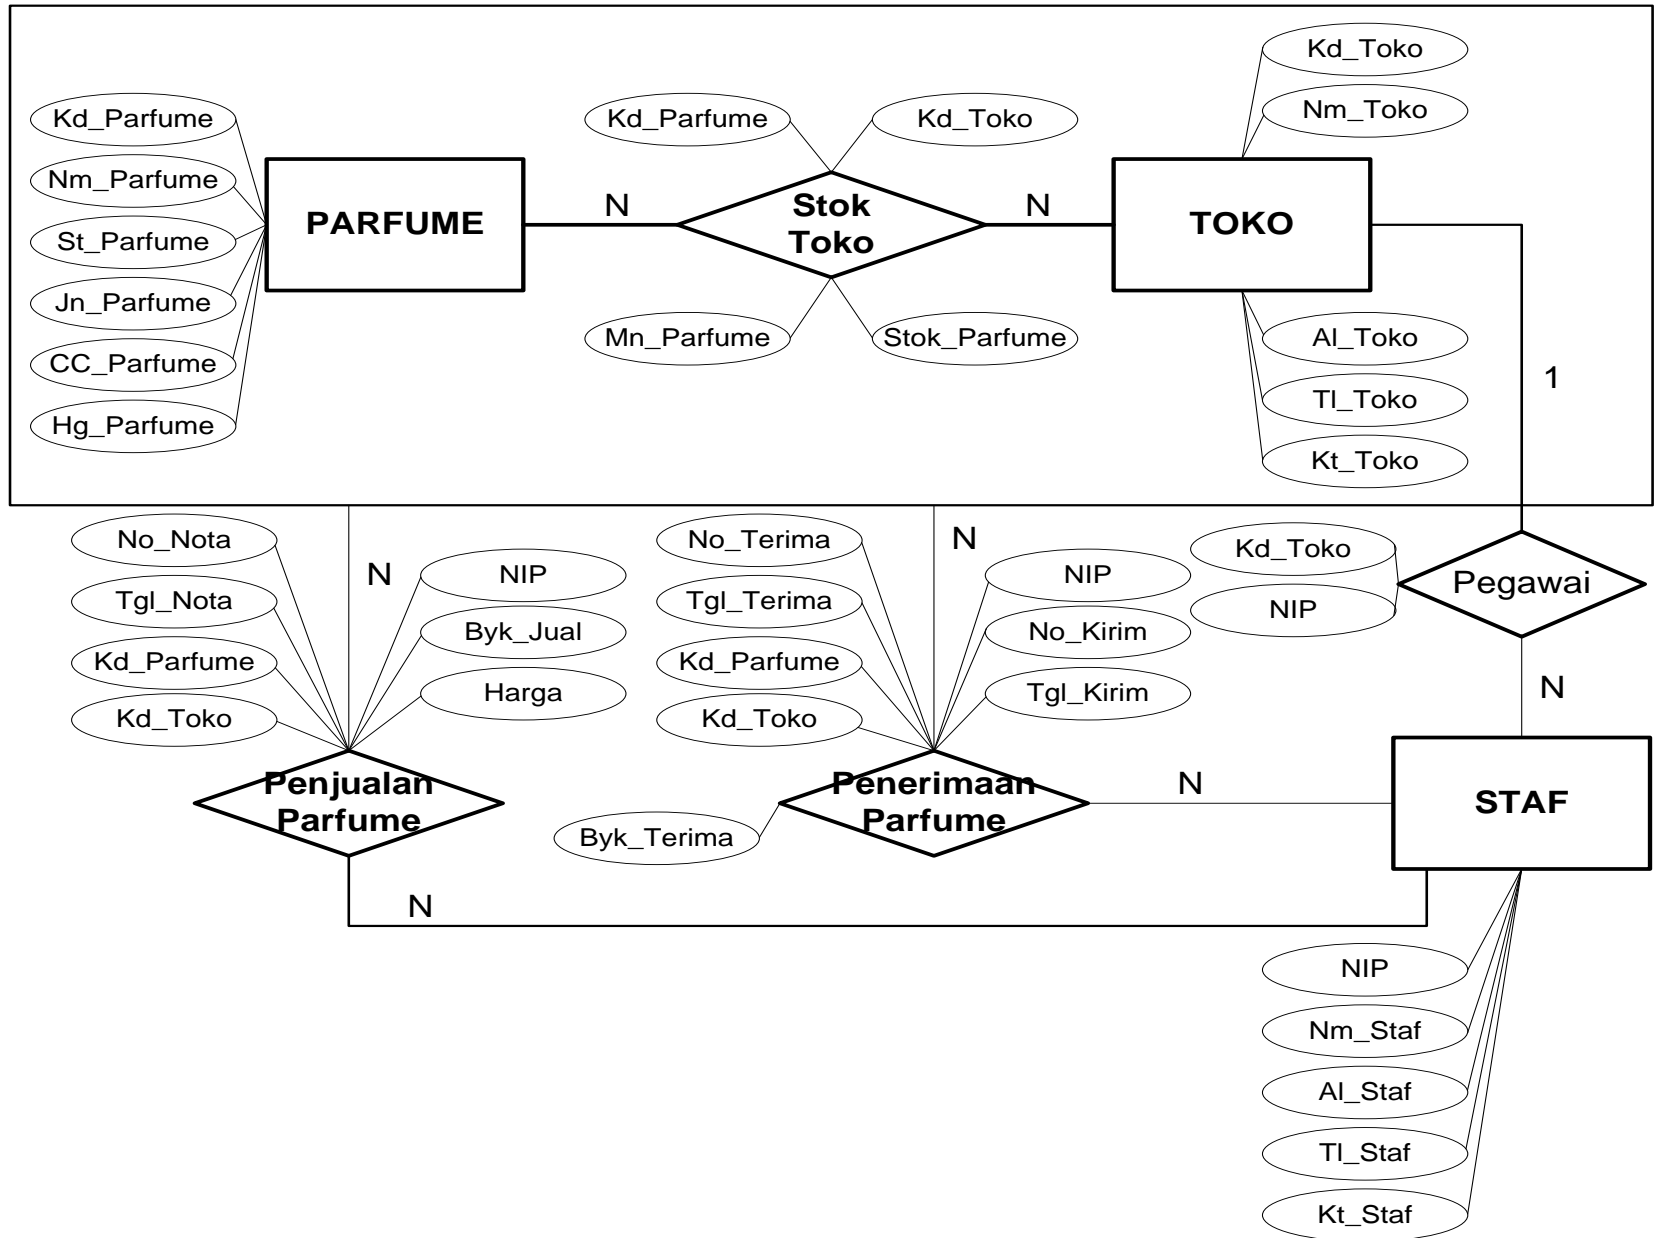 Kd_Toko
Nm_Toko
Kd_Parfume
Kd_Parfume
Kd_Toko
Nm_Parfume
St_Parfume
Jn_Parfume
CC_Parfume
Hg_Parfume
PARFUME
N
Stok
Toko
N
TOKO
Mn_Parfume
Stok_Parfume
Al_Toko
Tl_Toko
Kt_Toko
1
No_Nota
Tgl_Nota
Kd_Parfume
Kd_Toko
N
NIP
Byk_Jual
Harga
No_Terima
Tgl_Terima
Kd_Parfume
Kd_Toko
N
NIP
No_Kirim
Tgl_Kirim
Kd_Toko
NIP
Pegawai
N
Penjualan
Parfume
Byk_Terima
Penerimaan
Parfume
N
STAF
N
NIP
Nm_Staf
Al_Staf
Tl_Staf
Kt_Staf